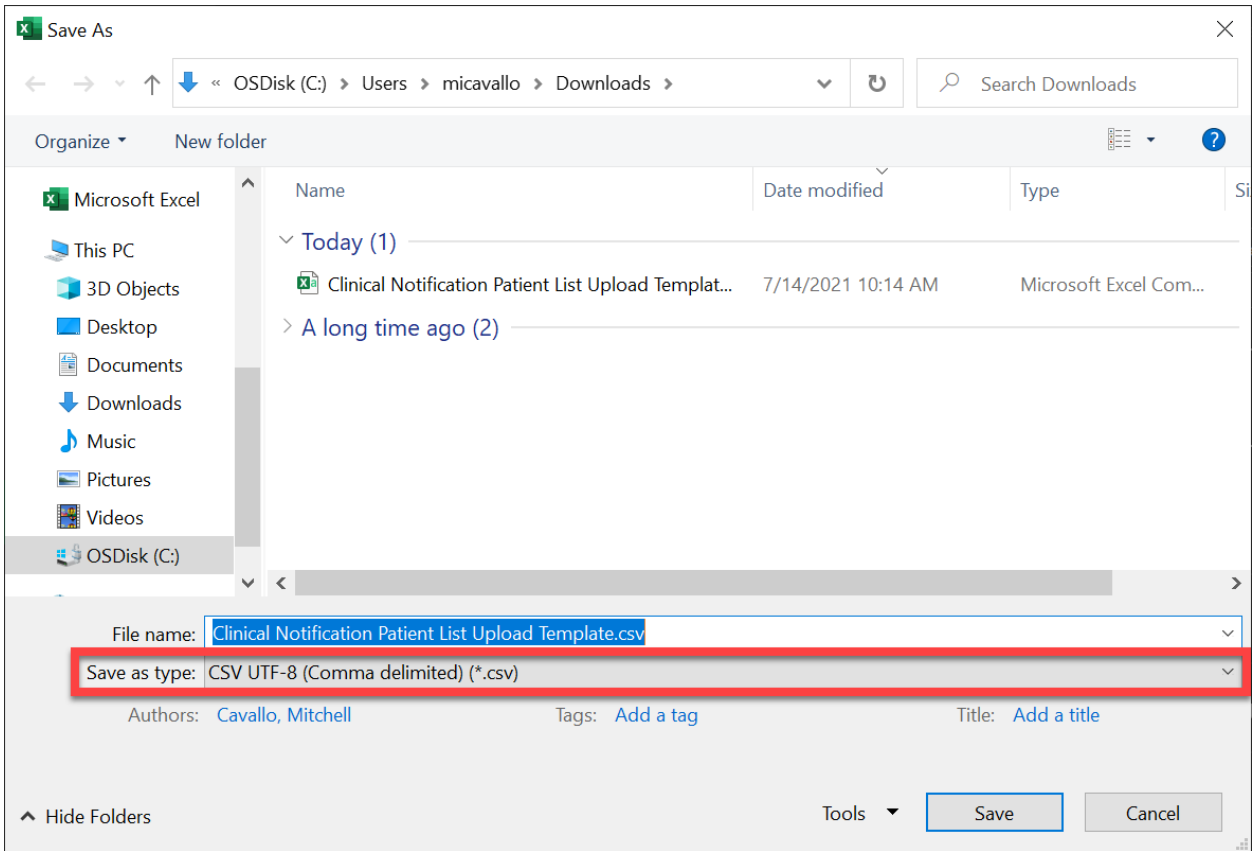 Save As
« OSDisk (C:) > Users > micavallo > Downloads >
Search Downloads
Organize
New folder
?
Microsoft Excel
This PC
3D Objects
Desktop
Documents
Downloads
Music
Pictures
Videos
OSDisk (C:)
Name Date modified Type Si
Today (1)
Clinical Notification Patient List Upload Templat... 7/14/2021 10:14 AM Microsoft Excel Com...
A long time ago (2)
File name: Clinical Notification Patient List Upload Template.csv
Save as type: CSV UTF-8 (Comma delimited) (*.csv)
Authors: Cavallo, Mitchell Tags: Add a tag Title: Add a title
Hide Folders
Tools Save Cancel